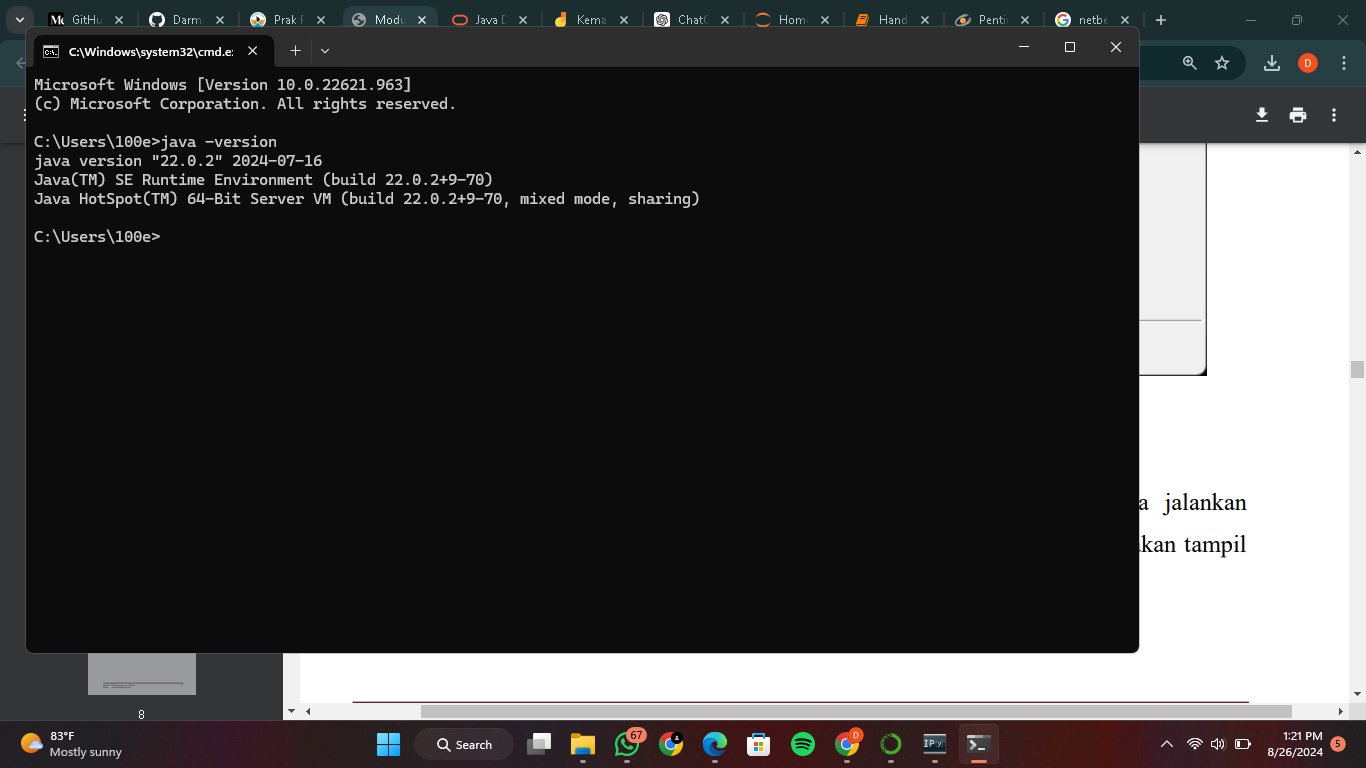 GitHu
Darm
Prak P
Modu
Java D
Kema
ChatG
Home
Hand
Pentin
netbe
C:\Windows\system32\cmd.e:
D
Microsoft Windows [Version 10.0.22621.963]
(c) Microsoft Corporation. All rights reserved.
C:\Users\100e>java -version
java version "22.0.2" 2024-07-16
Java(TM) SE Runtime Environment (build 22.0.2+9-70)
Java HotSpot(TM) 64-Bit Server VM (build 22.0.2+9-70, mixed mode, sharing)
C:\Users\100e>
a jalankan
akan tampil
8
83°F
Mostly sunny
Search
67
D
IP
1:21 PM
8/26/2024
5